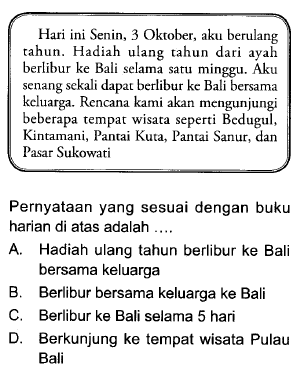 Hari ini Senin, 3 Oktober, aku berulang
tahun. Hadiah ulang tahun dari ayah
berlibur ke Bali selama satu minggu. Aku
senang sekali dapat berlibur ke Bali bersama
keluarga. Rencana kami akan mengunjungi
beberapa tempat wisata seperti Bedugul,
Kintamani, Pantai Kuta, Pantai Sanur, dan
Pasar Sukowati
Pernyataan yang sesuai dengan buku
harian di atas adalah ....
A. Hadiah ulang tahun berlibur ke Bali
bersama keluarga
B. Berlibur bersama keluarga ke Bali
C. Berlibur ke Bali selama 5 hari
D. Berkunjung ke tempat wisata Pulau
Bali